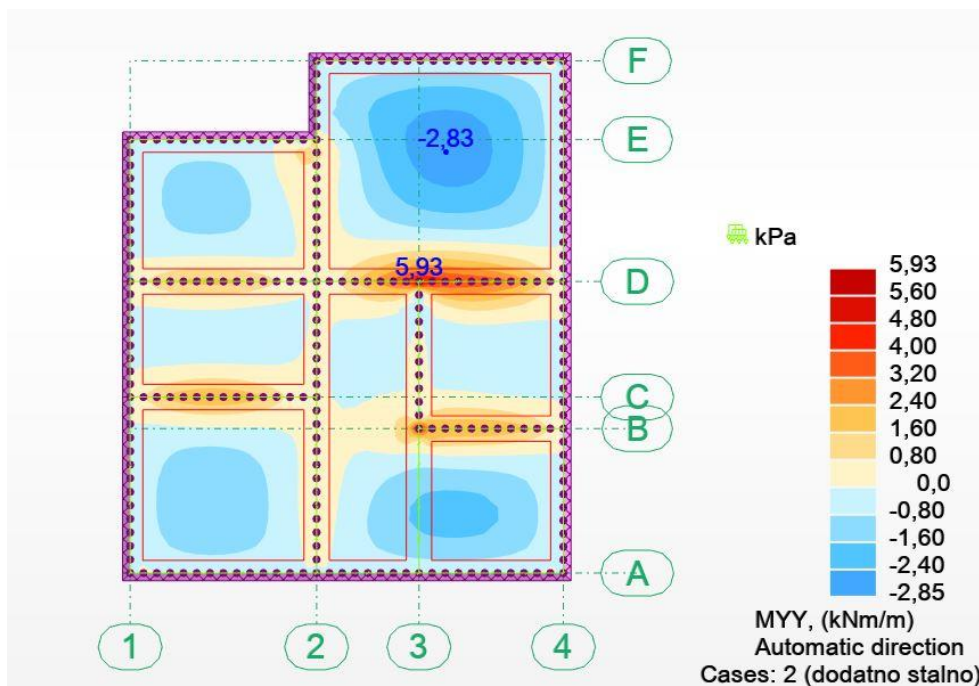 F
-2,83
E
kPa
5,93
D
5,93
5,60
4,80
4,00
3,20
2,40
1,60
0,80
0,0
-0,80
-1,60
-2,40
-2,85
C
B
A
MYY, (kNm/m)
Automatic direction
Cases: 2 (dodatno stalno)
1
2
3
4